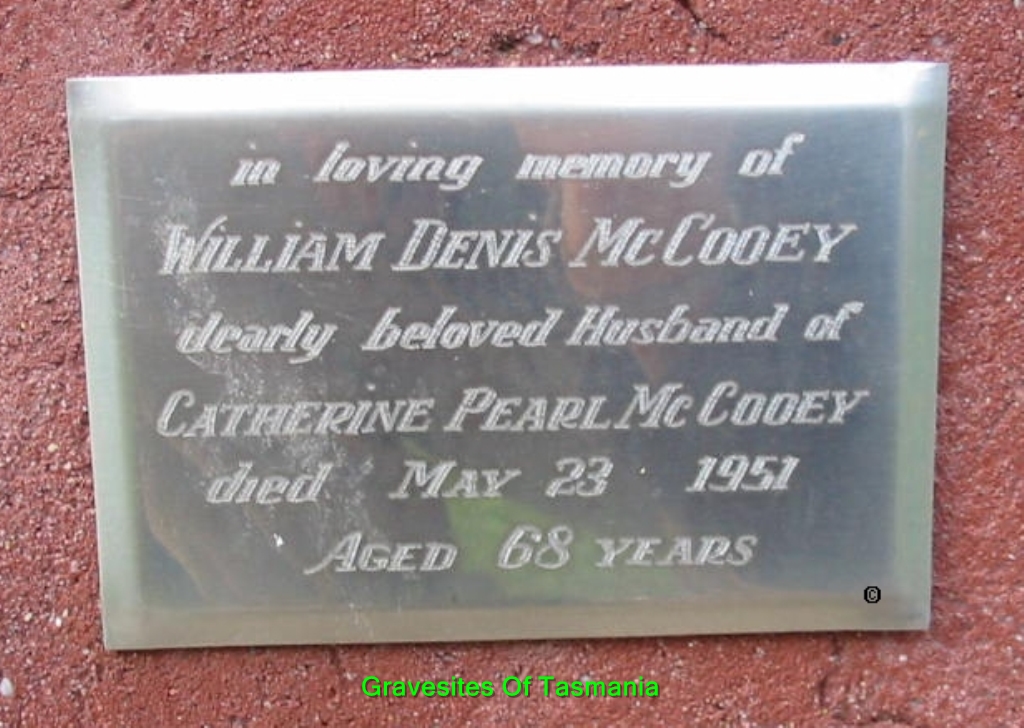 in loving memory of
WILLIAM DENIS McCOOEY
dearly beloved Husband of
CATHERINE PEARL McCOOEY
died MAY 23 1951
AGED 68 YEARS
©
Gravesites Of Tasmania